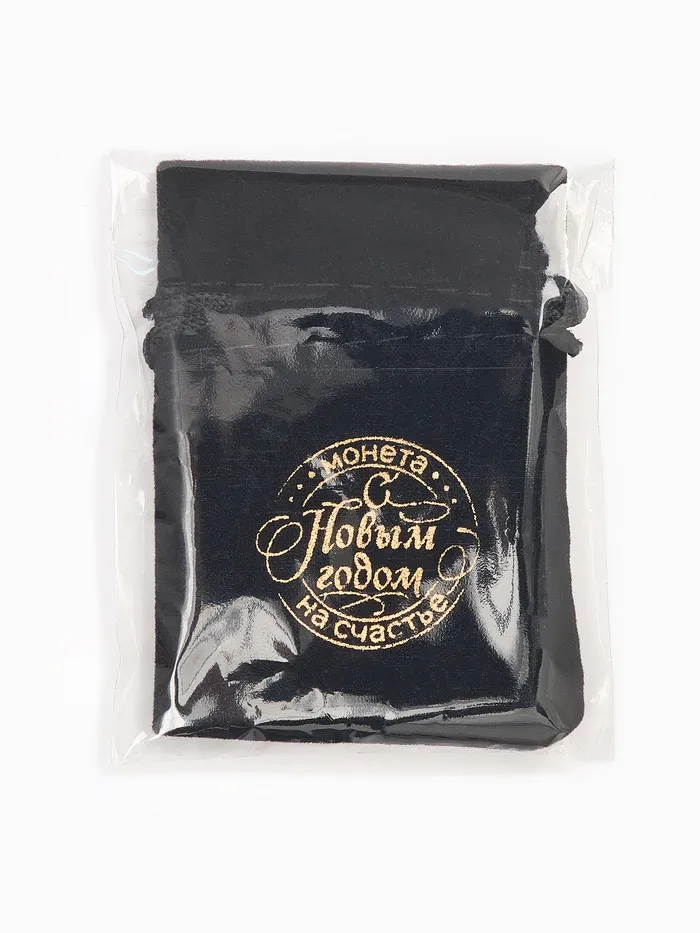 монета
С
Новым
годом
на счастье